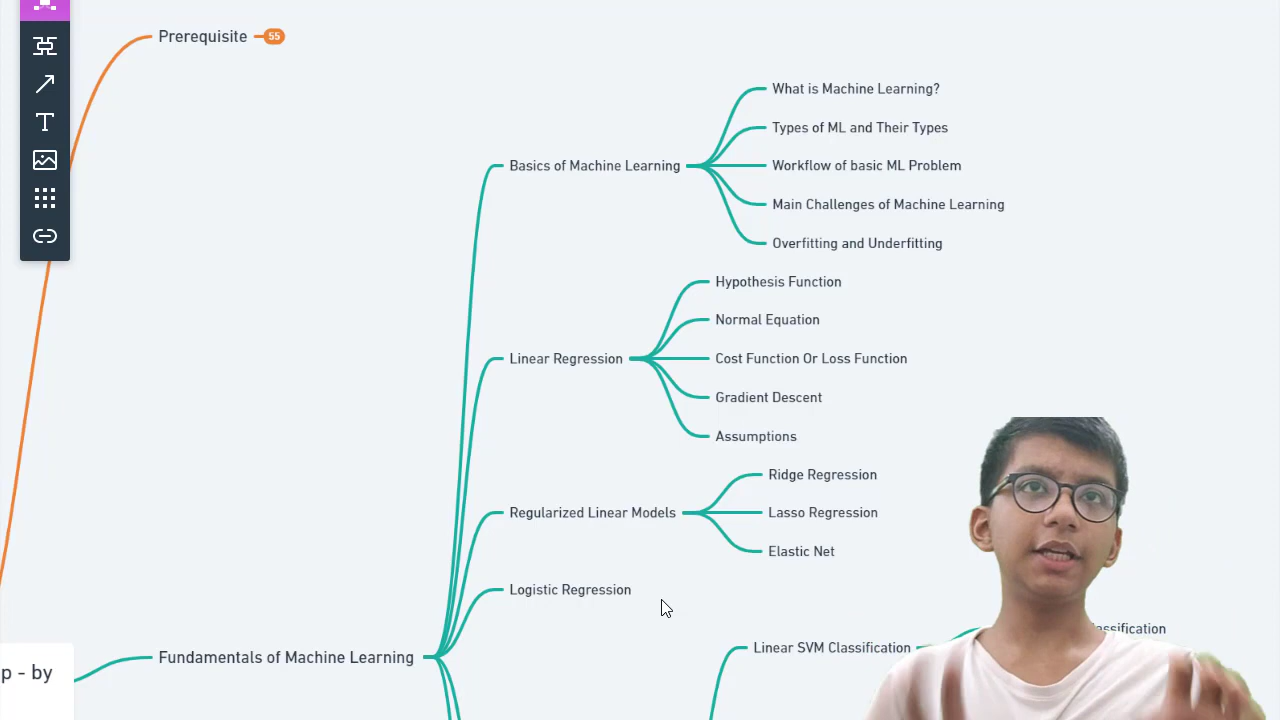 Prerequisite 55
What is Machine Learning?
Types of ML and Their Types
Basics of Machine Learning
Workflow of basic ML Problem
Main Challenges of Machine Learning
Overfitting and Underfitting
Hypothesis Function
Normal Equation
Linear Regression
Cost Function Or Loss Function
Gradient Descent
Assumptions
Ridge Regression
Regularized Linear Models
Lasso Regression
Elastic Net
Logistic Regression
Linear SVM Classification
Fundamentals of Machine Learning
p - by
T